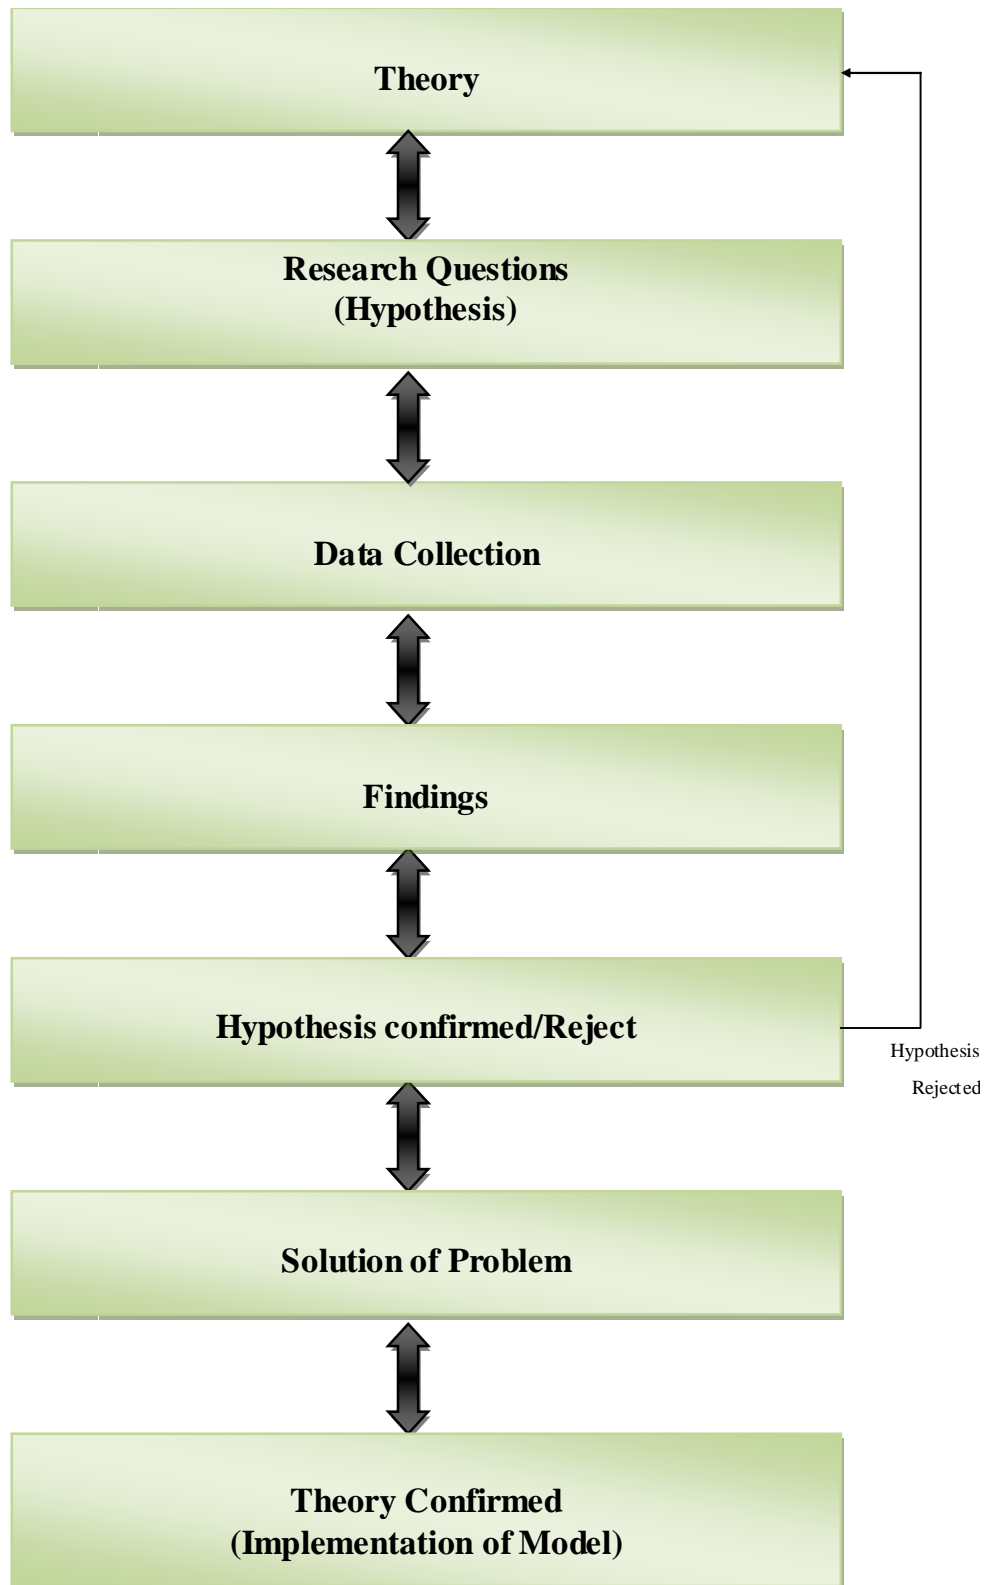 Theory
Research Questions
(Hypothesis)
Data Collection
Findings
Hypothesis confirmed/Reject
Hypothesis
Rejected
Solution of Problem
Theory Confirmed
(Implementation of Model)